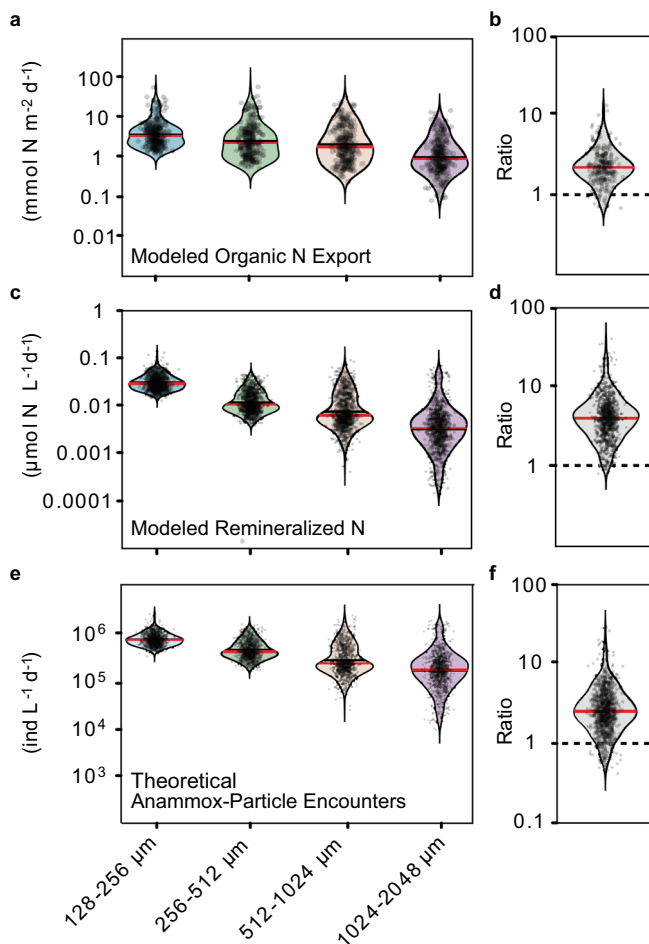 a
b
(mmol N m⁻² d⁻¹)
100
10
1
0.1
0.01
Modeled Organic N Export
Ratio
100
10
1
c
d
(µmol N L⁻¹d⁻¹)
1
0.1
0.01
0.001
0.0001
Modeled Remineralized N
Ratio
100
10
1
e
f
(ind L⁻¹ d⁻¹)
10⁶
10⁵
10⁴
10³
Theoretical
Anammox-Particle Encounters
Ratio
100
10
1
0.1
128-256 µm
256-512 µm
512-1024 µm
1024-2048 µm